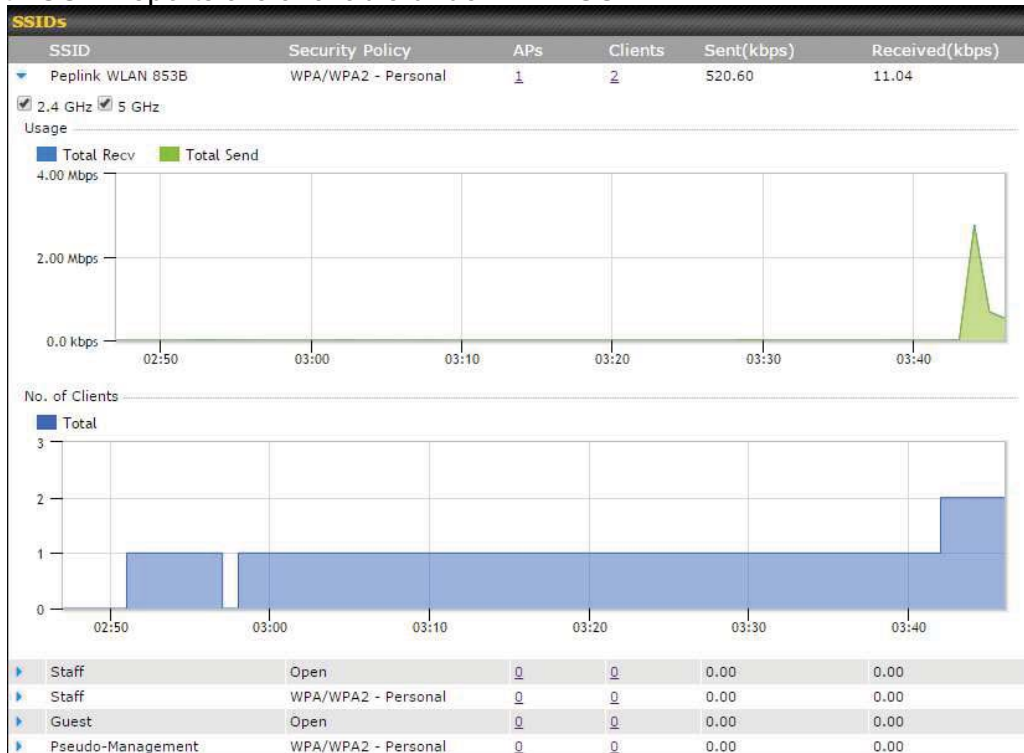 SSIDs
SSID Security Policy APs Clients Sent(kbps) Received(kbps)
Peplink WLAN 853B WPA/WPA2 - Personal 1 2 520.60 11.04
2.4 GHz 5 GHz
Usage
Total Recv Total Send
4.00 Mbps
2.00 Mbps
0.0 kbps
02:50 03:00 03:10 03:20 03:30 03:40
No. of Clients
Total
3
2
1
0
02:50 03:00 03:10 03:20 03:30 03:40
Staff Open 0 0 0.00 0.00
Staff WPA/WPA2 - Personal 0 0 0.00 0.00
Guest Open 0 0 0.00 0.00
Pseudo-Management WPA/WPA2 - Personal 0 0 0.00 0.00